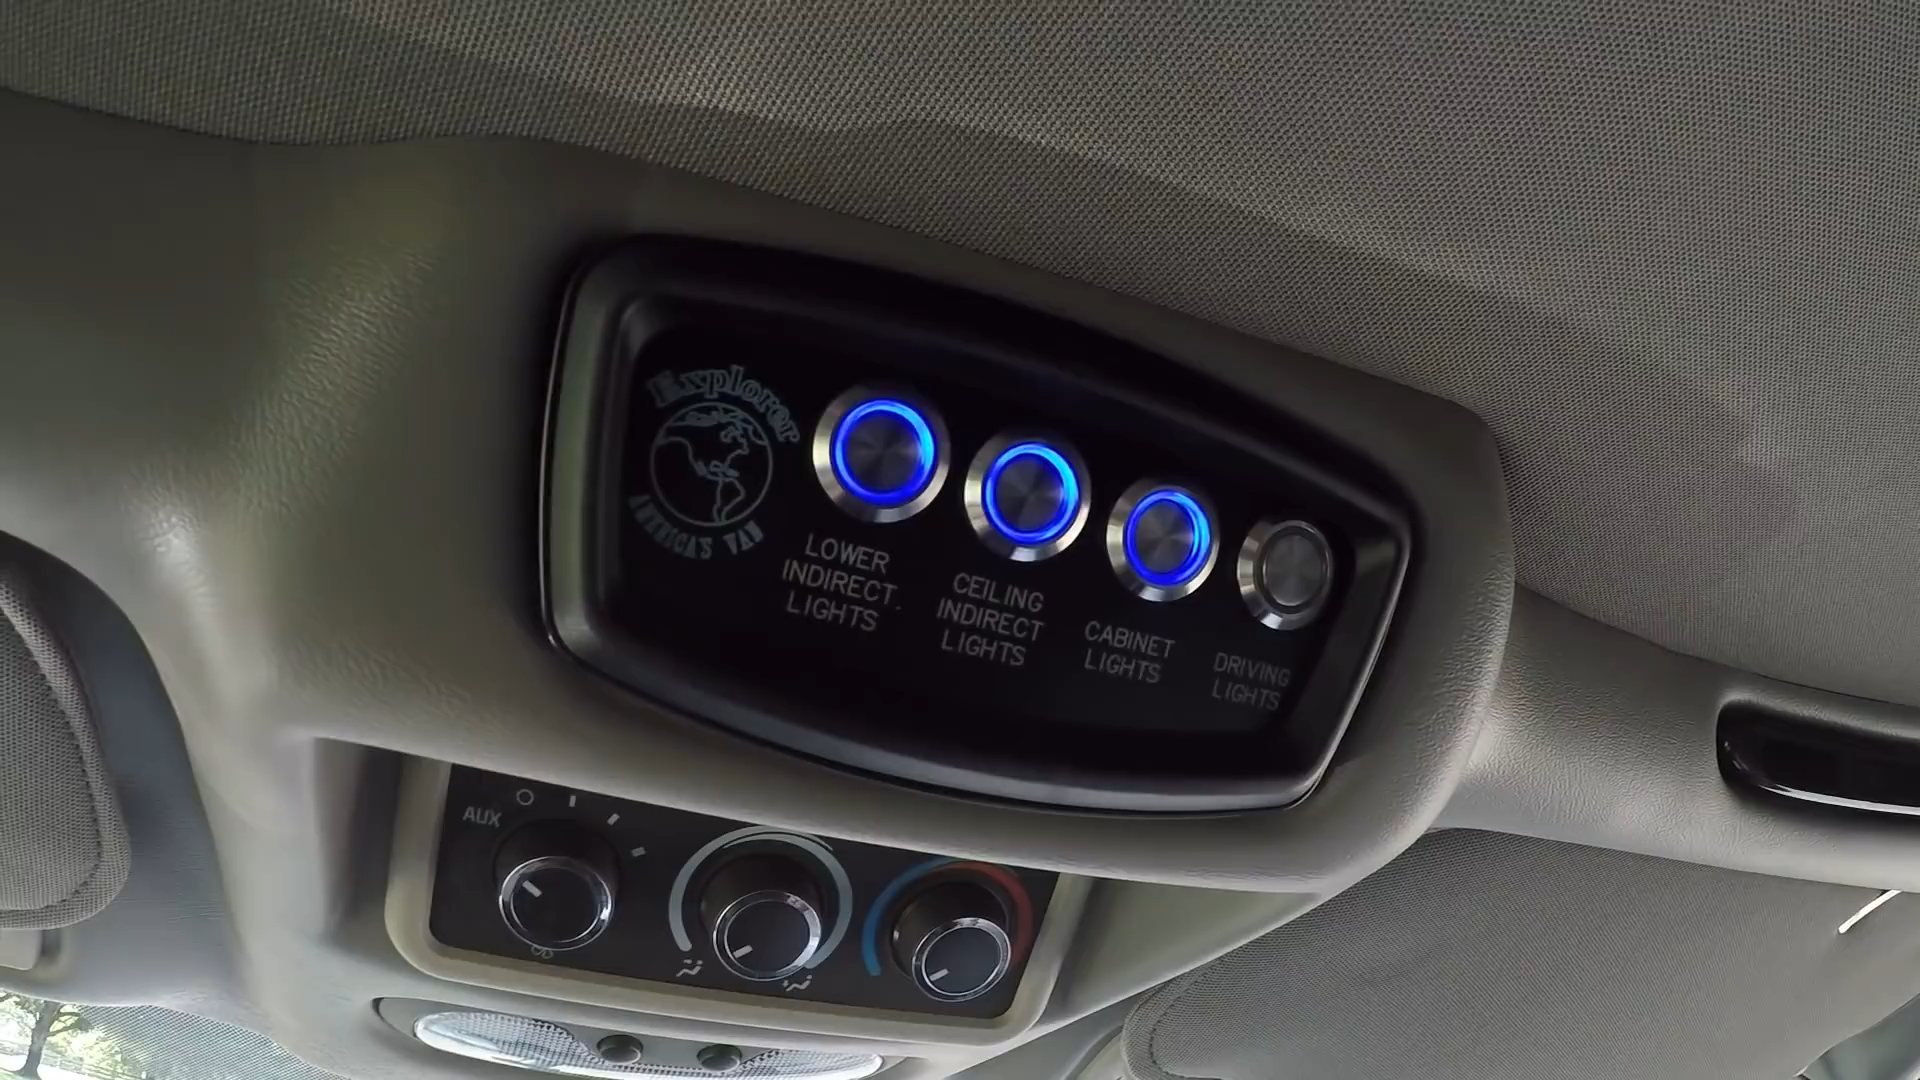 Explorer
AMERICA'S VAN
LOWER
INDIRECT.
LIGHTS
CEILING
INDIRECT
LIGHTS
CABINET
LIGHTS
DRIVING
LIGHTS
AUX